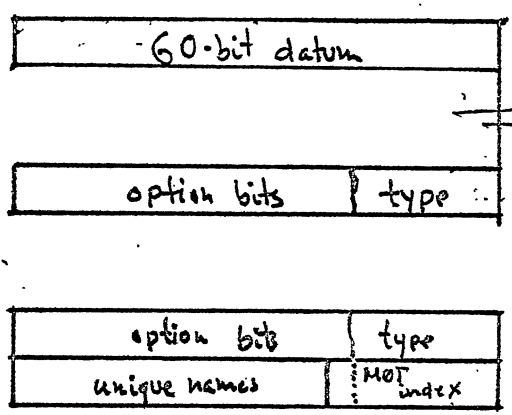 60-bit datum
option bits type
option bits type
unique names MOT index